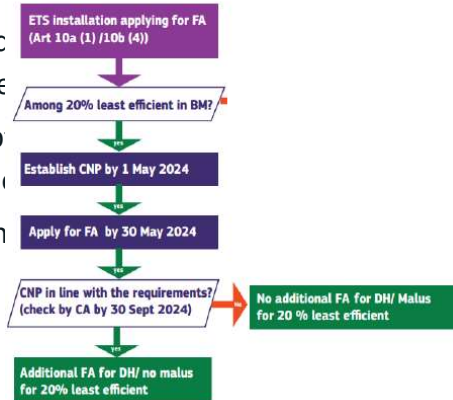 ETS installation applying for FA
(Art 10a (1) /10b (4))
Among 20% least efficient in BM?
yes
Establish CNP by 1 May 2024
yes
Apply for FA by 30 May 2024
yes
CNP in line with the requirements?
(check by CA by 30 Sept 2024)
No
No additional FA for DH/ Malus
for 20 % least efficient
yes
Additional FA for DH/ no malus
for 20% least efficient